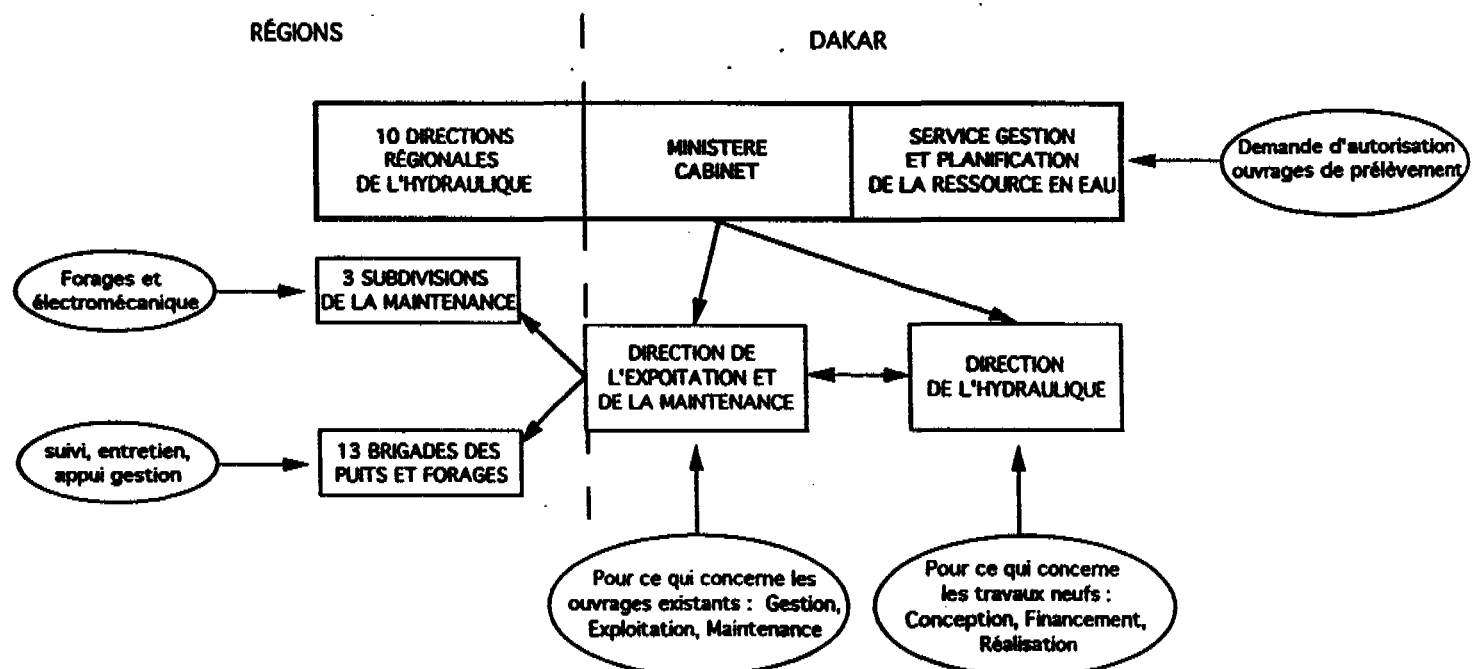 RÉGIONS
DAKAR
10 DIRECTIONS
RÉGIONALES
DE L'HYDRAULIQUE
MINISTERE
CABINET
SERVICE GESTION
ET PLANIFICATION
DE LA RESSOURCE EN EAU
Demande d'autorisation
ouvrages de prélèvement
Forages et
électromécanique
3 SUBDIVISIONS
DE LA MAINTENANCE
DIRECTION DE
L'EXPOITATION ET
DE LA MAINTENANCE
DIRECTION
DE L'HYDRAULIQUE
suivi, entretien,
appui gestion
13 BRIGADES DES
PUITS ET FORAGES
Pour ce qui concerne les
ouvrages existants : Gestion,
Exploitation, Maintenance
Pour ce qui concerne
les travaux neufs :
Conception, Financement,
Réalisation